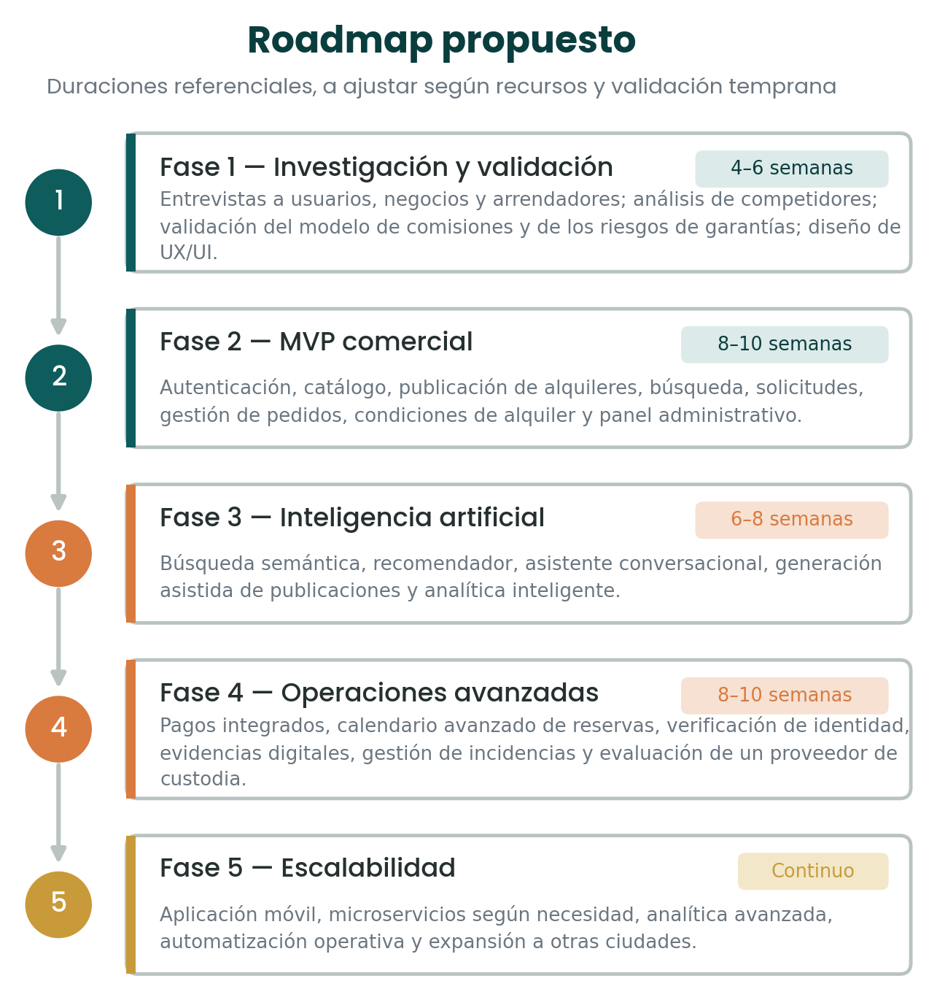 Roadmap propuesto
Duraciones referenciales, a ajustar según recursos y validación temprana
1
Fase 1 — Investigación y validación
4–6 semanas
Entrevistas a usuarios, negocios y arrendadores; análisis de competidores;
validación del modelo de comisiones y de los riesgos de garantías; diseño de
UX/UI.
2
Fase 2 — MVP comercial
8–10 semanas
Autenticación, catálogo, publicación de alquileres, búsqueda, solicitudes,
gestión de pedidos, condiciones de alquiler y panel administrativo.
3
Fase 3 — Inteligencia artificial
6–8 semanas
Búsqueda semántica, recomendador, asistente conversacional, generación
asistida de publicaciones y analítica inteligente.
4
Fase 4 — Operaciones avanzadas
8–10 semanas
Pagos integrados, calendario avanzado de reservas, verificación de identidad,
evidencias digitales, gestión de incidencias y evaluación de un proveedor de
custodia.
5
Fase 5 — Escalabilidad
Continuo
Aplicación móvil, microservicios según necesidad, analítica avanzada,
automatización operativa y expansión a otras ciudades.